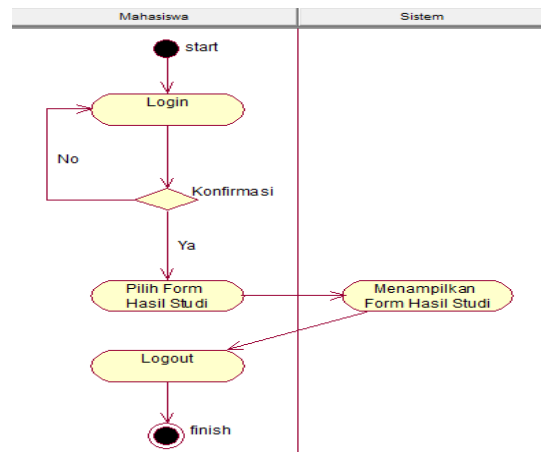 Mahasiswa
Sistem
start
Login
No
Konfirmasi
Ya
Pilih Form
Hasil Studi
Menampilkan
Form Hasil Studi
Logout
finish